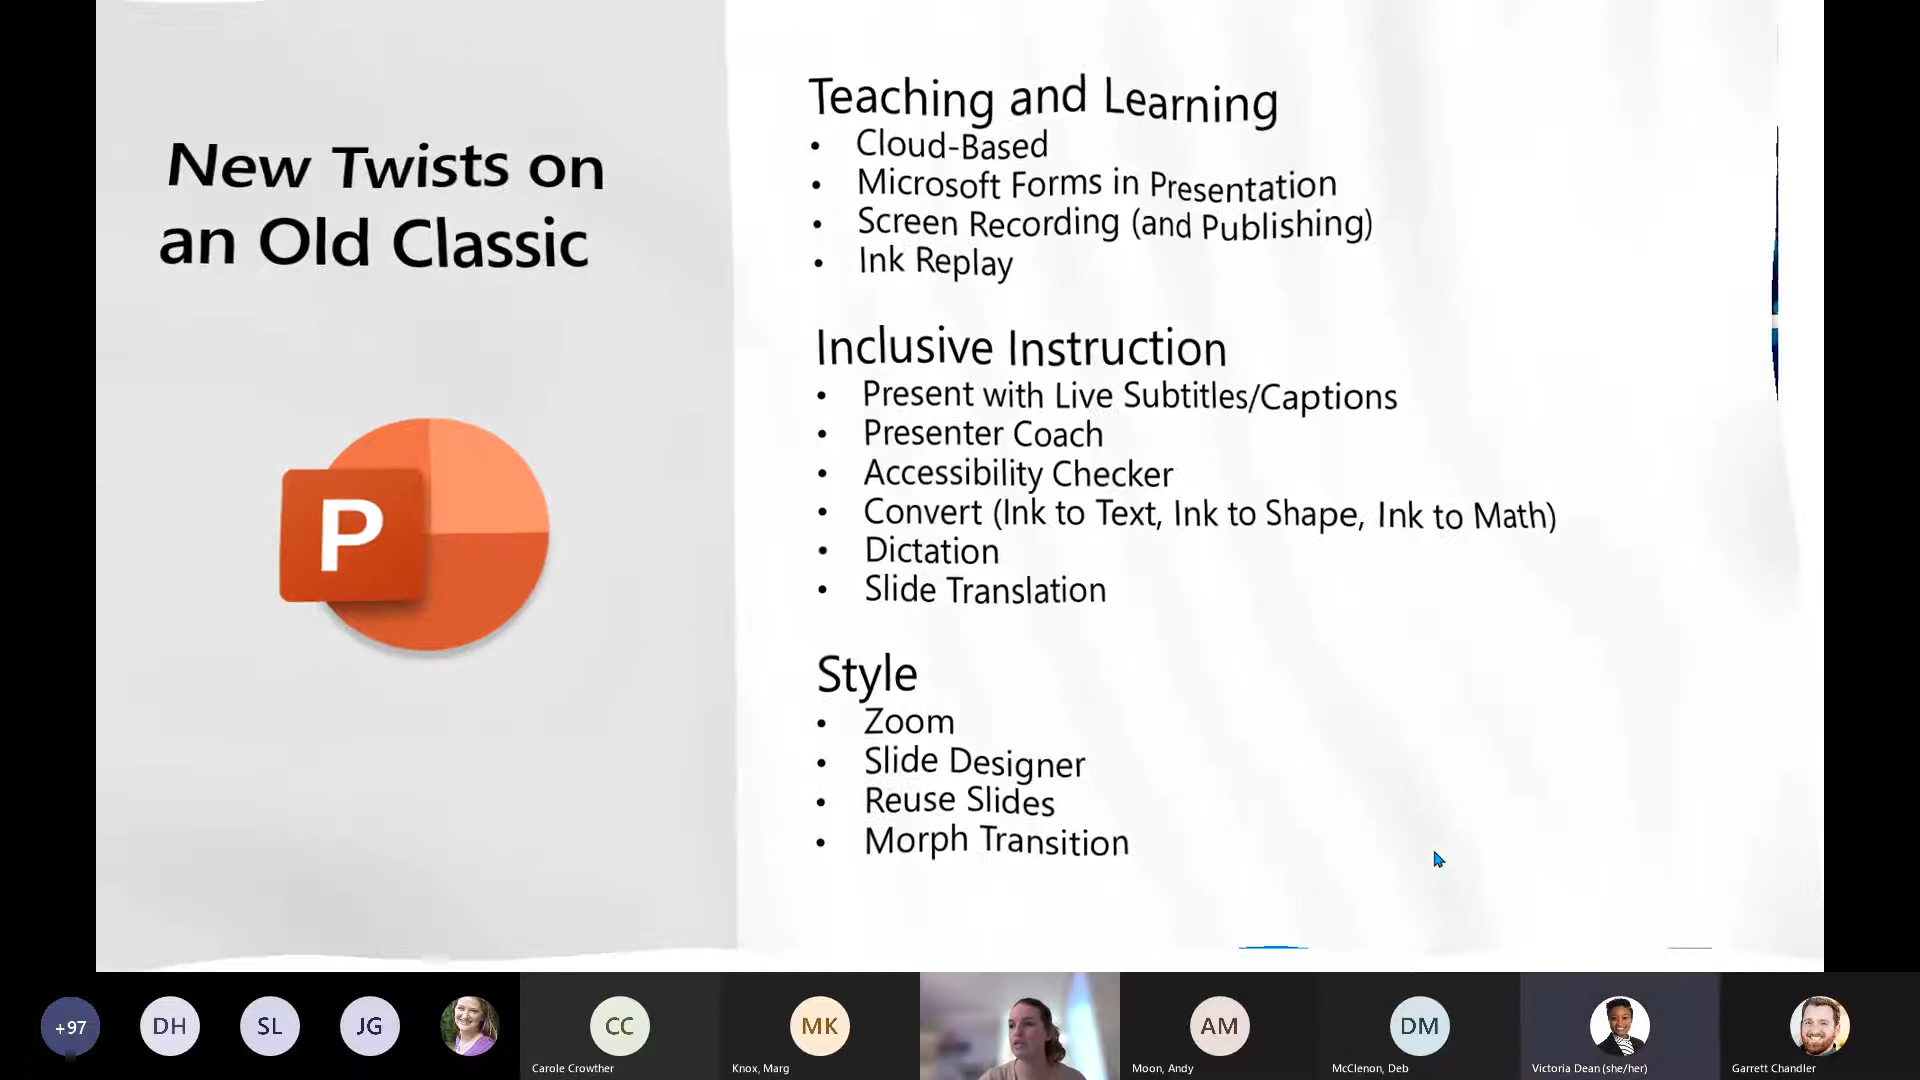 New Twists on
an Old Classic
P
Teaching and Learning
• Cloud-Based
• Microsoft Forms in Presentation
• Screen Recording (and Publishing)
• Ink Replay
Inclusive Instruction
• Present with Live Subtitles/Captions
• Presenter Coach
• Accessibility Checker
• Convert (Ink to Text, Ink to Shape, Ink to Math)
• Dictation
• Slide Translation
Style
• Zoom
• Slide Designer
• Reuse Slides
• Morph Transition
+97
DH
SL
JG
CC
Carole Crowther
MK
Knox, Marg
AM
Moon, Andy
DM
McClenon, Deb
Victoria Dean (she/her)
Garrett Chandler